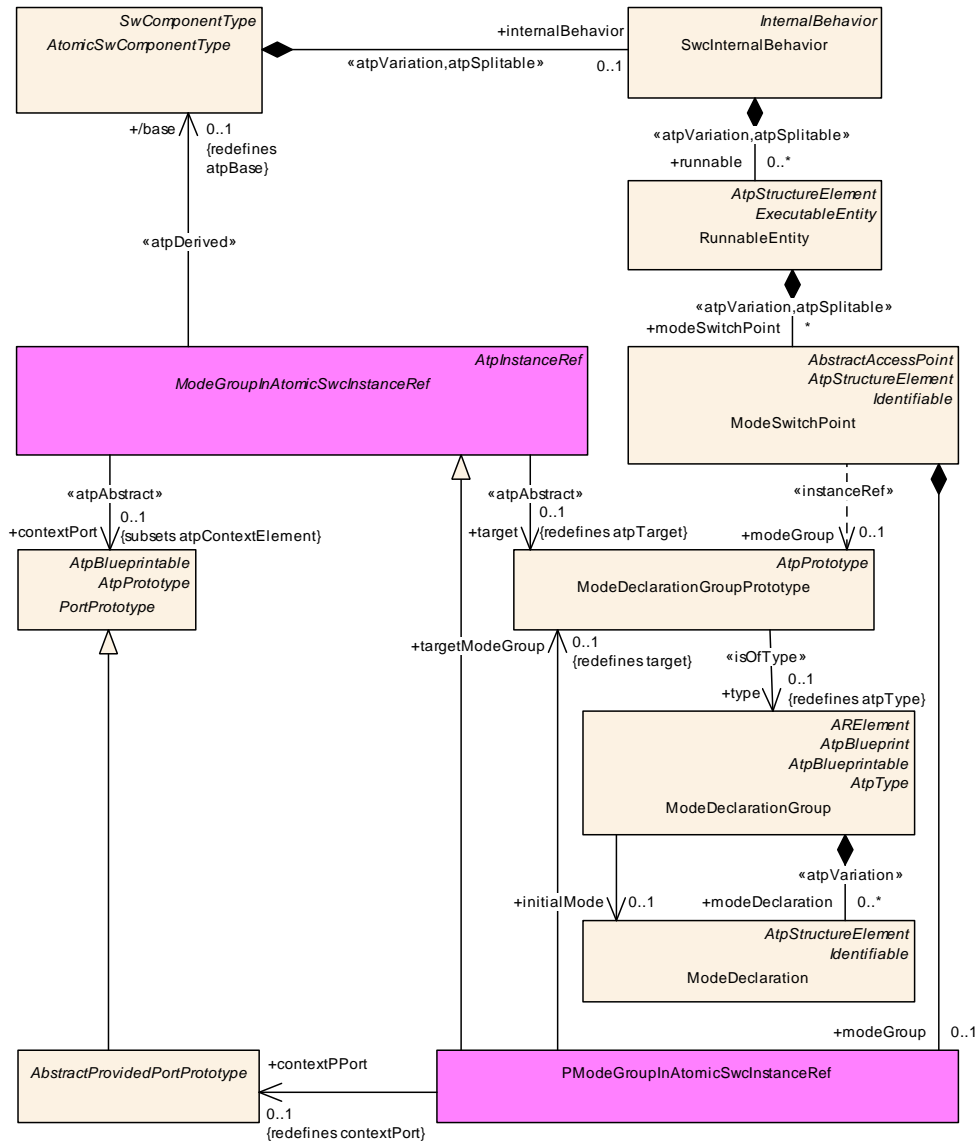 SwComponentType
AtomicSwComponentType
+internalBehavior
«atpVariation,atpSplitable»
0..1
InternalBehavior
SwcInternalBehavior
+/base
0..1
{redefines
atpBase}
«atpVariation,atpSplitable»
+runnable
0..*
AtpStructureElement
ExecutableEntity
RunnableEntity
«atpDerived»
«atpVariation,atpSplitable»
+modeSwitchPoint
*
AtpInstanceRef
ModeGroupInAtomicSwcInstanceRef
AbstractAccessPoint
AtpStructureElement
Identifiable
ModeSwitchPoint
«atpAbstract»
+contextPort
0..1
{subsets atpContextElement}
«atpAbstract»
+target
0..1
{redefines atpTarget}
«instanceRef»
+modeGroup
0..1
AtpBlueprintable
AtpPrototype
PortPrototype
AtpPrototype
ModeDeclarationGroupPrototype
+targetModeGroup
0..1
{redefines target}
«isOfType»
+type
0..1
{redefines atpType}
ARElement
AtpBlueprint
AtpBlueprintable
AtpType
ModeDeclarationGroup
+initialMode
0..1
«atpVariation»
+modeDeclaration
0..*
AtpStructureElement
Identifiable
ModeDeclaration
+modeGroup
0..1
AbstractProvidedPortPrototype
+contextPPort
0..1
{redefines contextPort}
PModeGroupInAtomicSwcInstanceRef